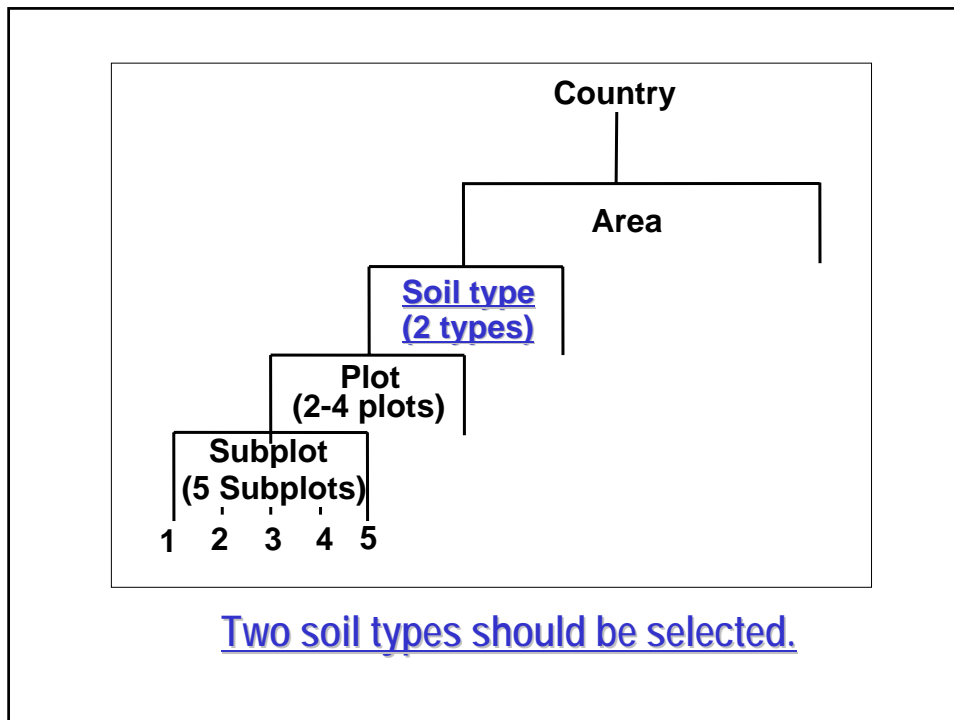 Country
Area
Soil type
(2 types)
Plot
(2-4 plots)
Subplot
(5 Subplots)
1 2 3 4 5
Two soil types should be selected.